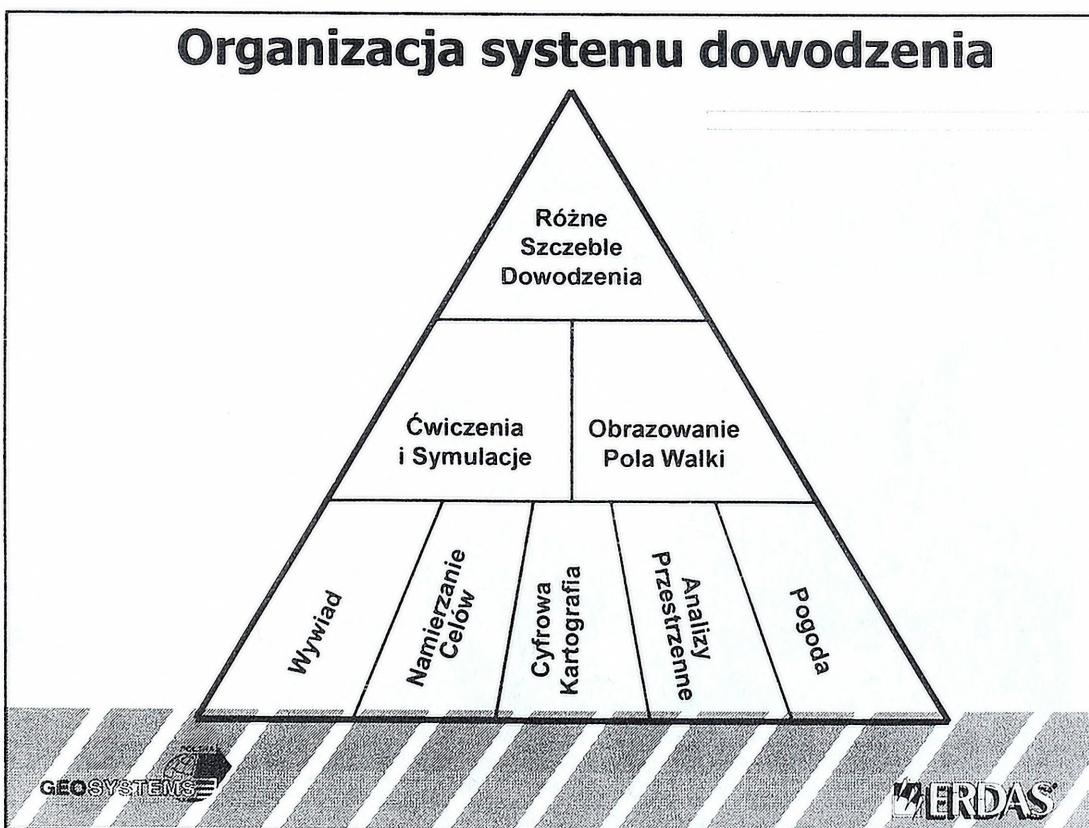 Organizacja systemu dowodzenia
Różne
Szczeble
Dowodzenia
Ćwiczenia
i Symulacje
Obrazowanie
Pola Walki
Wywiad
Namierzanie
Celów
Cyfrowa
Kartografia
Analizy
Przestrzenne
Pogoda
POLSKA
GEOSYSTEMS
ERDAS